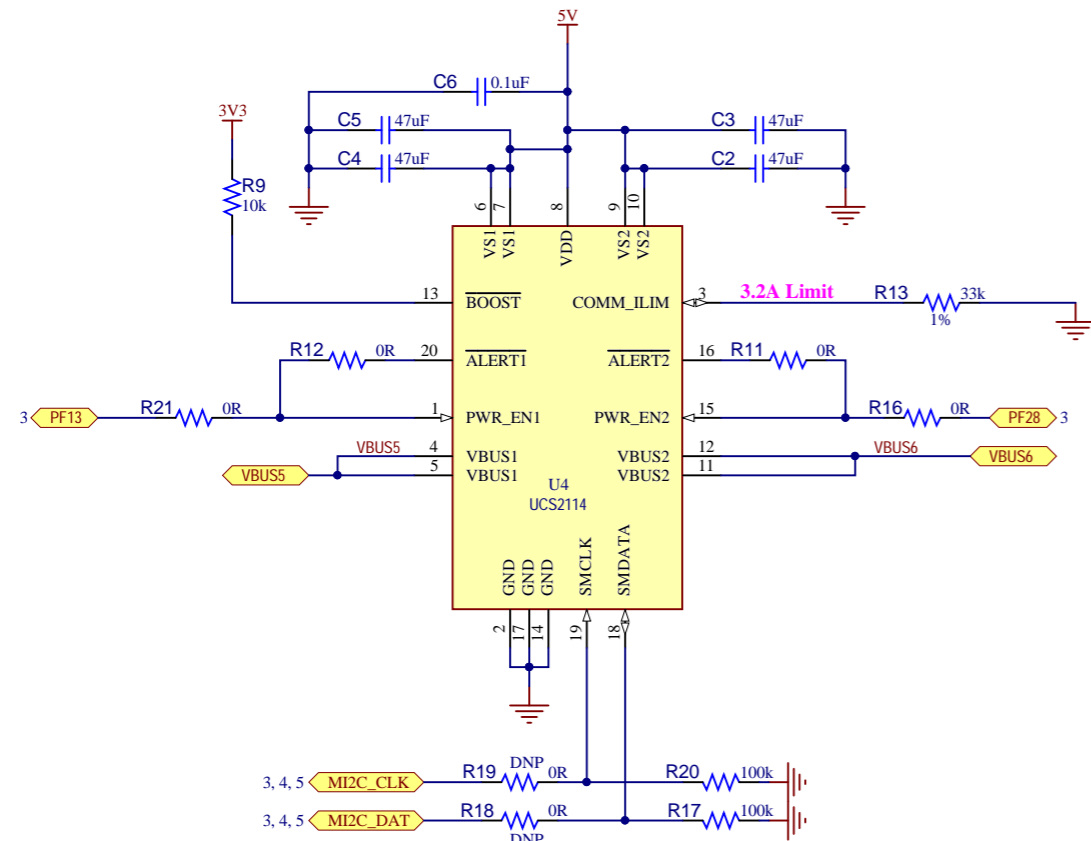 5V
C6 0.1uF
3V3
C5 47uF
C3 47uF
C4 47uF
C2 47uF
R9
10k
6 7 8 9 10
VS1 VS1 VDD VS2 VS2
13 BOOST
COMM_ILIM 3 3.2A Limit R13 33k
1%
R12 0R 20 ALERT1
ALERT2 16 R11 0R
3 PF13 R21 0R 1 PWR_EN1
PWR_EN2 15 R16 0R PF28 3
VBUS5 4 VBUS1
VBUS2 12 VBUS6 VBUS6
VBUS5 5 VBUS1
VBUS2 11
U4
UCS2114
GND GND GND SMCLK SMDATA
2 17 14 19 18
DNP
3, 4, 5 MI2C_CLK R19 0R R20 100k
3, 4, 5 MI2C_DAT R18 0R R17 100k
DNP